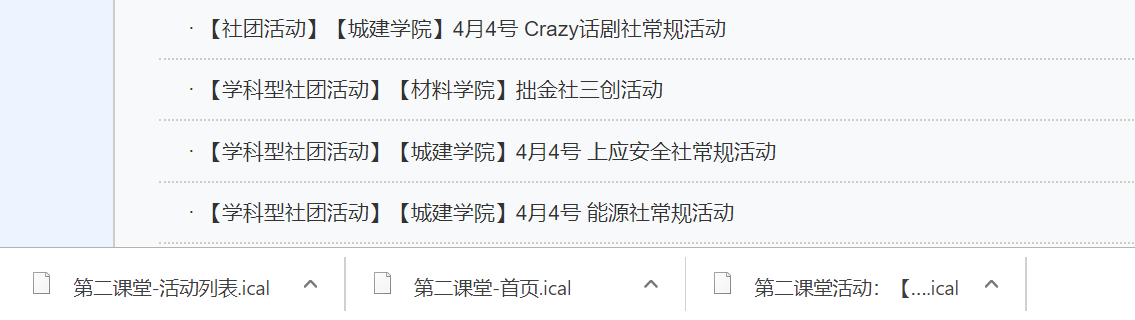 · 【社团活动】【城建学院】4月4号 Crazy话剧社常规活动
· 【学科型社团活动】【材料学院】拙金社三创活动
· 【学科型社团活动】【城建学院】4月4号 上应安全社常规活动
· 【学科型社团活动】【城建学院】4月4号 能源社常规活动
第二课堂-活动列表.ical
第二课堂-首页.ical
第二课堂活动：【....ical